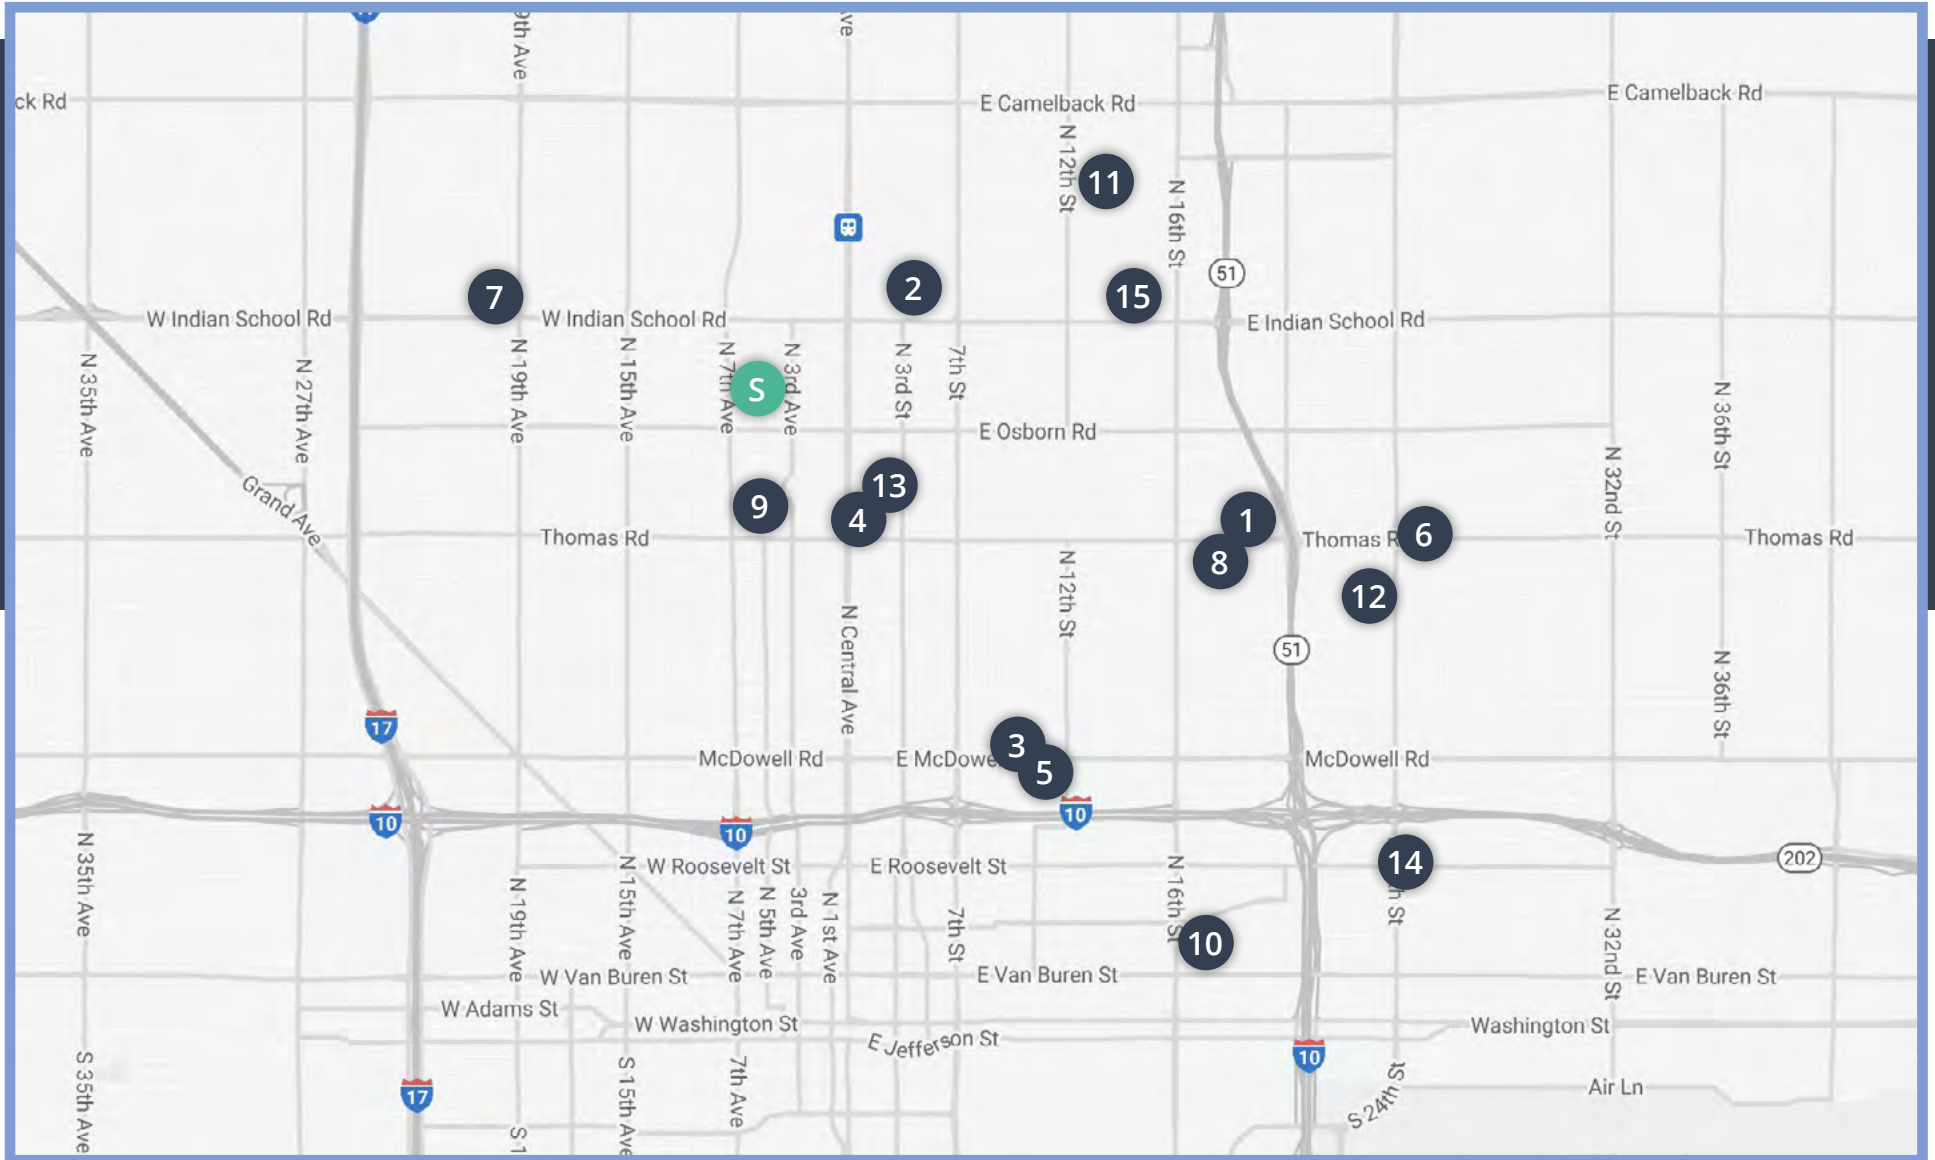 9th Ave
ve
ck Rd
E Camelback Rd
E Camelback Rd
N 12th St
11
N 16th St
51
7
2
15
W Indian School Rd
W Indian School Rd
E Indian School Rd
N 35th Ave
N 27th Ave
N 19th Ave
N 15th Ave
N 7th Ave
S
N 3rd Ave
N 3rd St
7th St
N 36th St
E Osborn Rd
N 32nd St
Grand Ave
9
13
4
1
6
8
12
Thomas Rd
Thomas R
Thomas Rd
N 12th St
N Central Ave
51
N 36th St
17
3
5
McDowell Rd
E McDowe
McDowell Rd
10
10
10
14
202
N 35th Ave
W Roosevelt St
E Roosevelt St
N 19th Ave
N 15th Ave
N 7th Ave
N 5th Ave
3rd Ave
N 1st Ave
7th St
N 16th St
10
h St
N 32nd St
W Van Buren St
E Van Buren St
E Van Buren St
W Adams St
W Washington St
Washington St
E Jefferson St
10
17
S 35th Ave
S 1
S 15th Ave
7th Ave
S 24th St
Air Ln